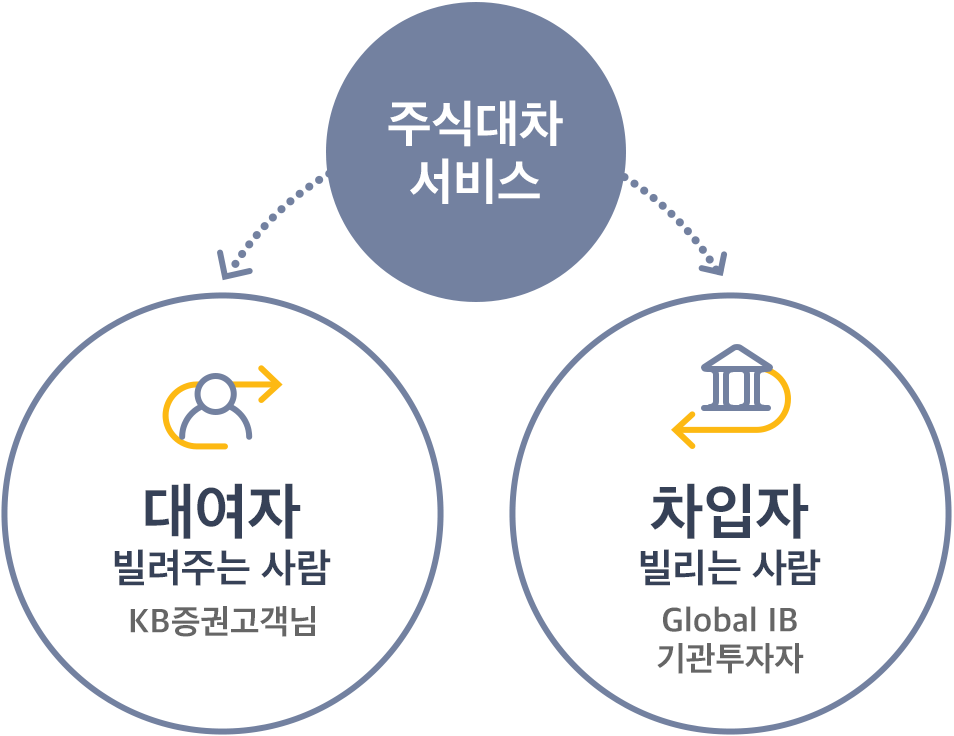 주식대차
서비스
대여자
빌려주는 사람
KB증권고객님
차입자
빌리는 사람
Global IB
기관투자자